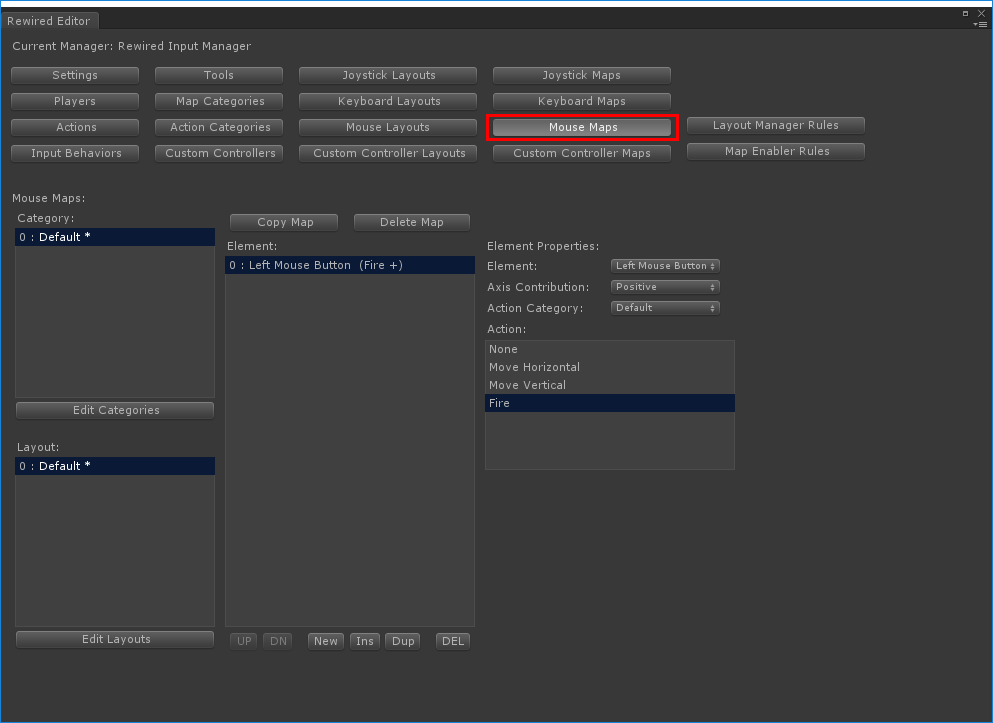 Rewired Editor
Current Manager: Rewired Input Manager
Settings Tools Joystick Layouts Joystick Maps
Players Map Categories Keyboard Layouts Keyboard Maps
Actions Action Categories Mouse Layouts Mouse Maps Layout Manager Rules
Input Behaviors Custom Controllers Custom Controller Layouts Custom Controller Maps Map Enabler Rules
Mouse Maps:
Category:
0 : Default *
Edit Categories
Layout:
0 : Default *
Edit Layouts
Copy Map Delete Map
Element:
0 : Left Mouse Button (Fire +)
UP DN New Ins Dup DEL
Element Properties:
Element: Left Mouse Button
Axis Contribution: Positive
Action Category: Default
Action:
None
Move Horizontal
Move Vertical
Fire